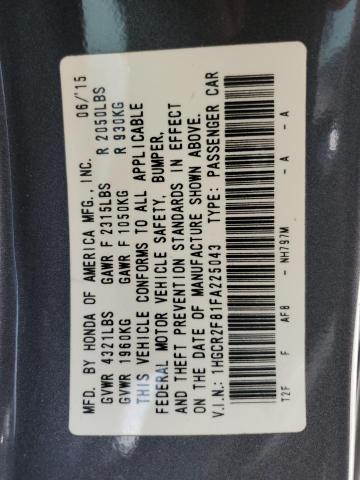 MFD. BY HONDA OF AMERICA MFG., INC. 06/'15
GVWR 4321LBS GAWR F 2315LBS R 2050LBS
GVWR 1960KG GAWR F 1050KG R 930KG
THIS VEHICLE CONFORMS TO ALL APPLICABLE
FEDERAL MOTOR VEHICLE SAFETY, BUMPER,
AND THEFT PREVENTION STANDARDS IN EFFECT
ON THE DATE OF MANUFACTURE SHOWN ABOVE.
V.I.N.: 1HGCR2F81FA225043 TYPE: PASSENGER CAR
T2F F AF8 - NH797M - A - A